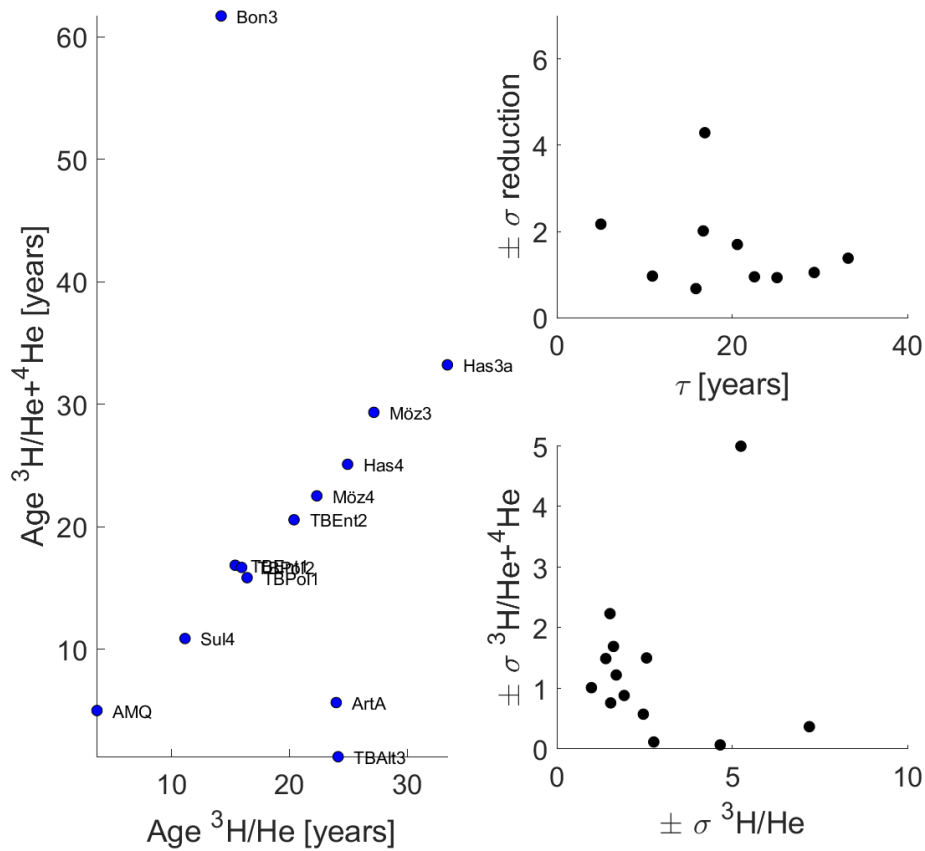 60
50
40
30
20
10
10
20
30
Age ³H/He+⁴He [years]
Age ³H/He [years]
Bon3
Has3a
Möz3
Has4
Möz4
TBEnt2
TBPol1
Sul4
AMQ
ArtA
TBAlt3
6
4
2
0
0
20
40
± σ reduction
τ [years]
5
4
3
2
1
0
0
5
10
± σ ³H/He+⁴He
± σ ³H/He